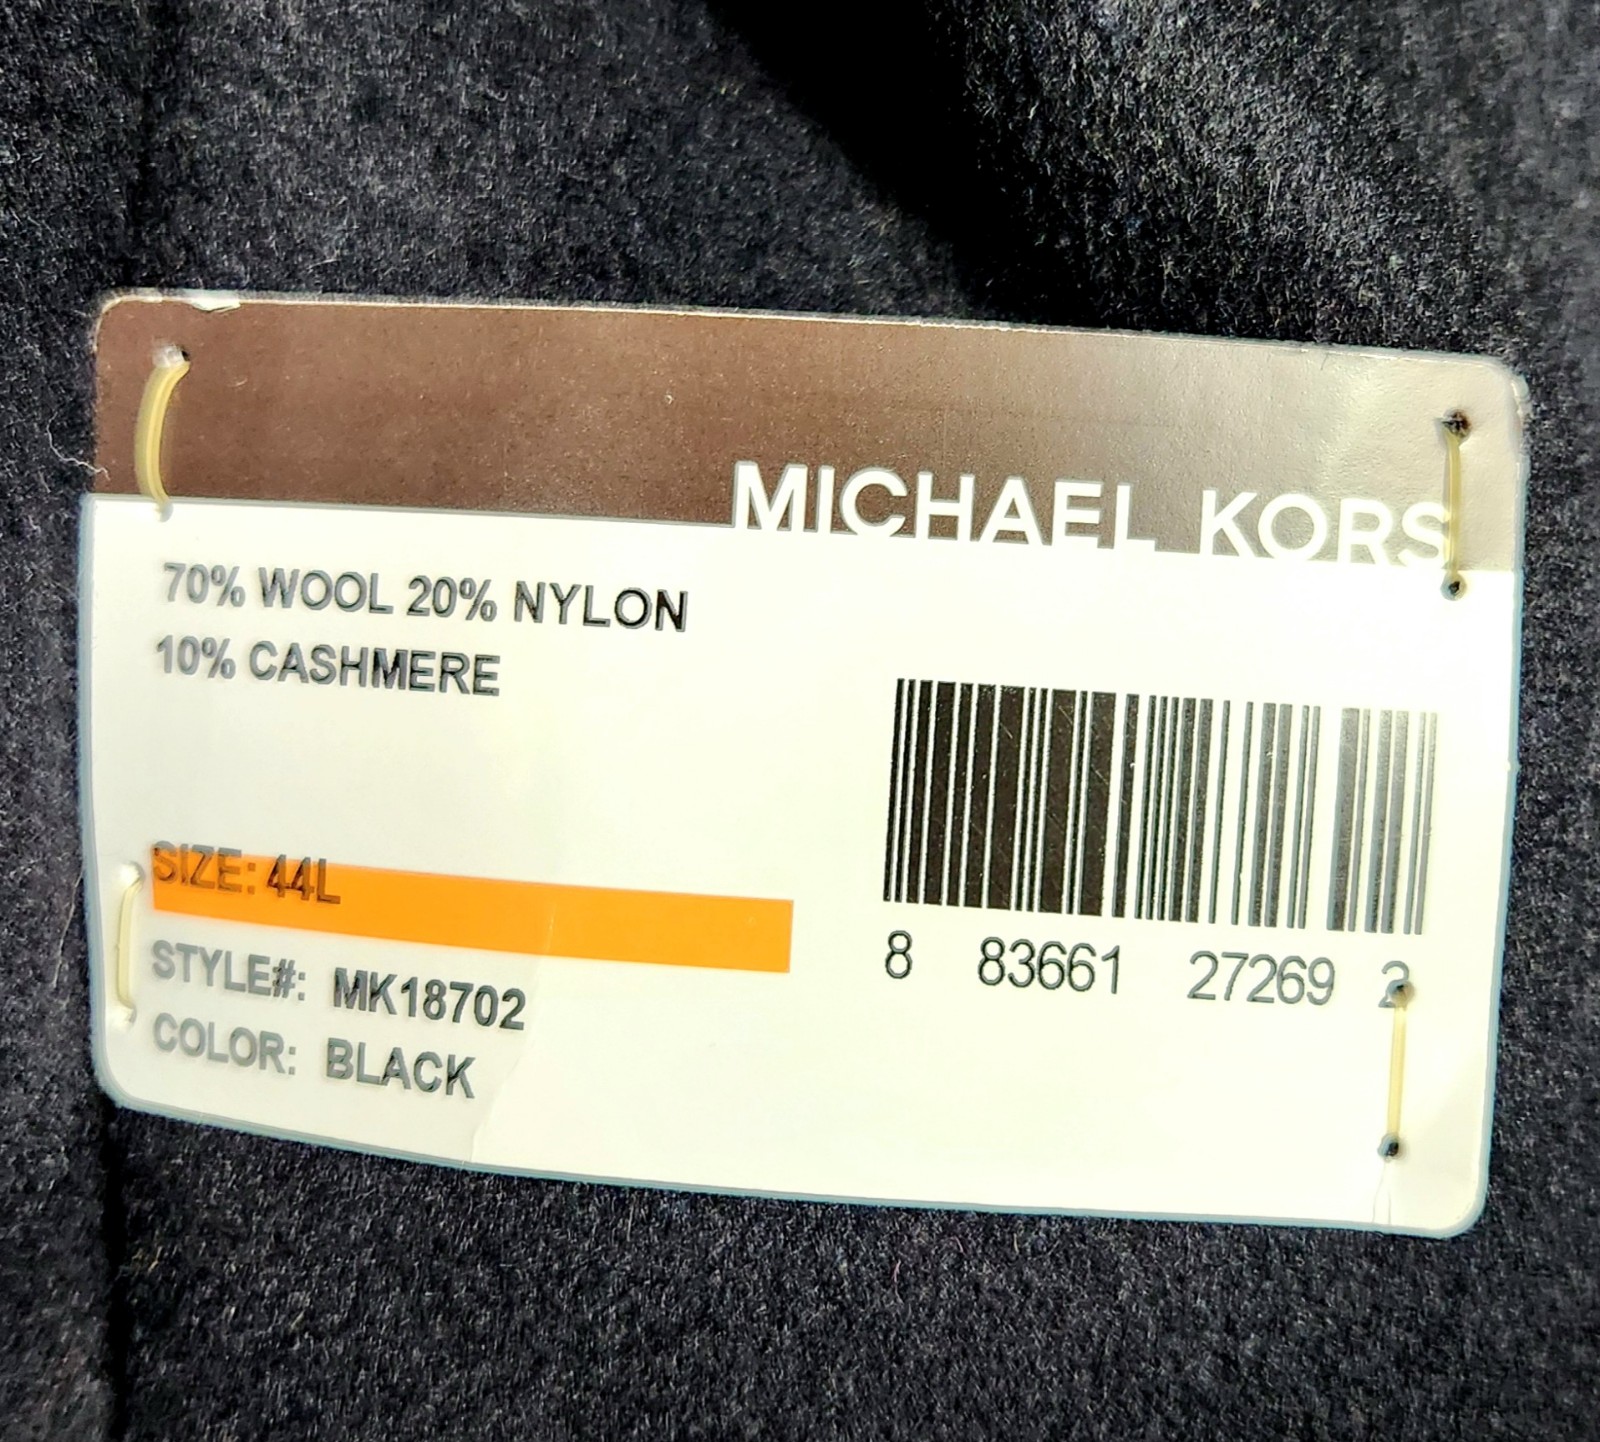 MICHAEL KORS
70% WOOL 20% NYLON
10% CASHMERE
SIZE: 44L
STYLE#: MK18702
COLOR: BLACK
8 83661 27269 2